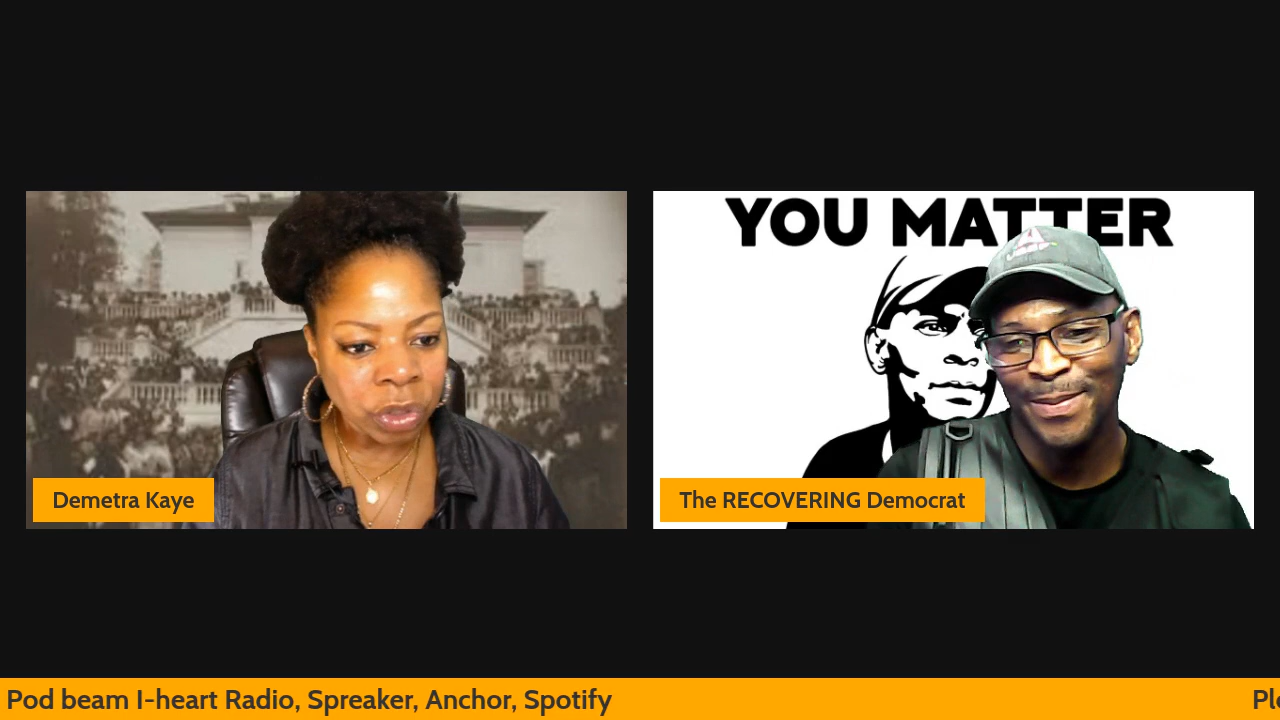 YOU MATTER
Demetra Kaye
The RECOVERING Democrat
Pod beam I-heart Radio, Spreaker, Anchor, Spotify